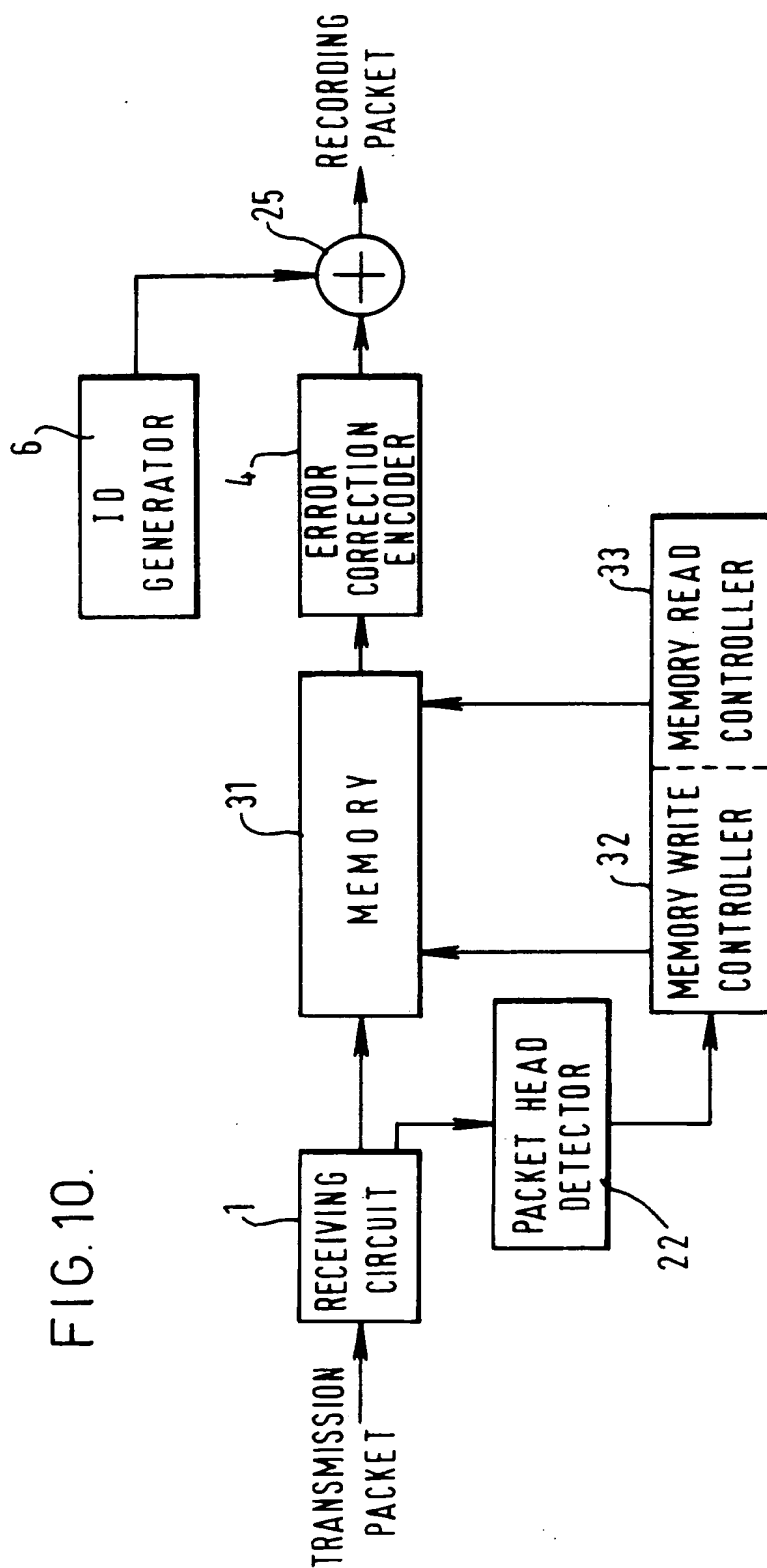 FIG.10.
TRANSMISSION
PACKET
1
RECEIVING
CIRCUIT
PACKET HEAD
DETECTOR
22
31
MEMORY
32
MEMORY WRITE
CONTROLLER
33
MEMORY READ
CONTROLLER
4
ERROR
CORRECTION
ENCODER
6
ID
GENERATOR
25
RECORDING
PACKET